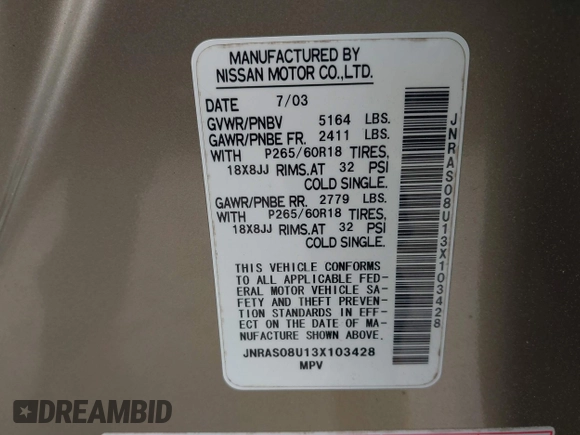 MANUFACTURED BY
NISSAN MOTOR CO.,LTD.
DATE 7/03
GVWR/PNBV 5164 LBS.
GAWR/PNBE FR. 2411 LBS.
WITH P265/60R18 TIRES,
18X8JJ RIMS.AT 32 PSI
COLD SINGLE.
GAWR/PNBE RR. 2779 LBS.
WITH P265/60R18 TIRES,
18X8JJ RIMS.AT 32 PSI
COLD SINGLE.
THIS VEHICLE CONFORMS
TO ALL APPLICABLE FED-
ERAL MOTOR VEHICLE SA-
FETY AND THEFT PREVEN-
TION STANDARDS IN EFF-
ECT ON THE DATE OF MA-
NUFACTURE SHOWN ABOVE.
JNRAS08U13X103428
MPV
JNRAS08U13X103428
DREAMBID